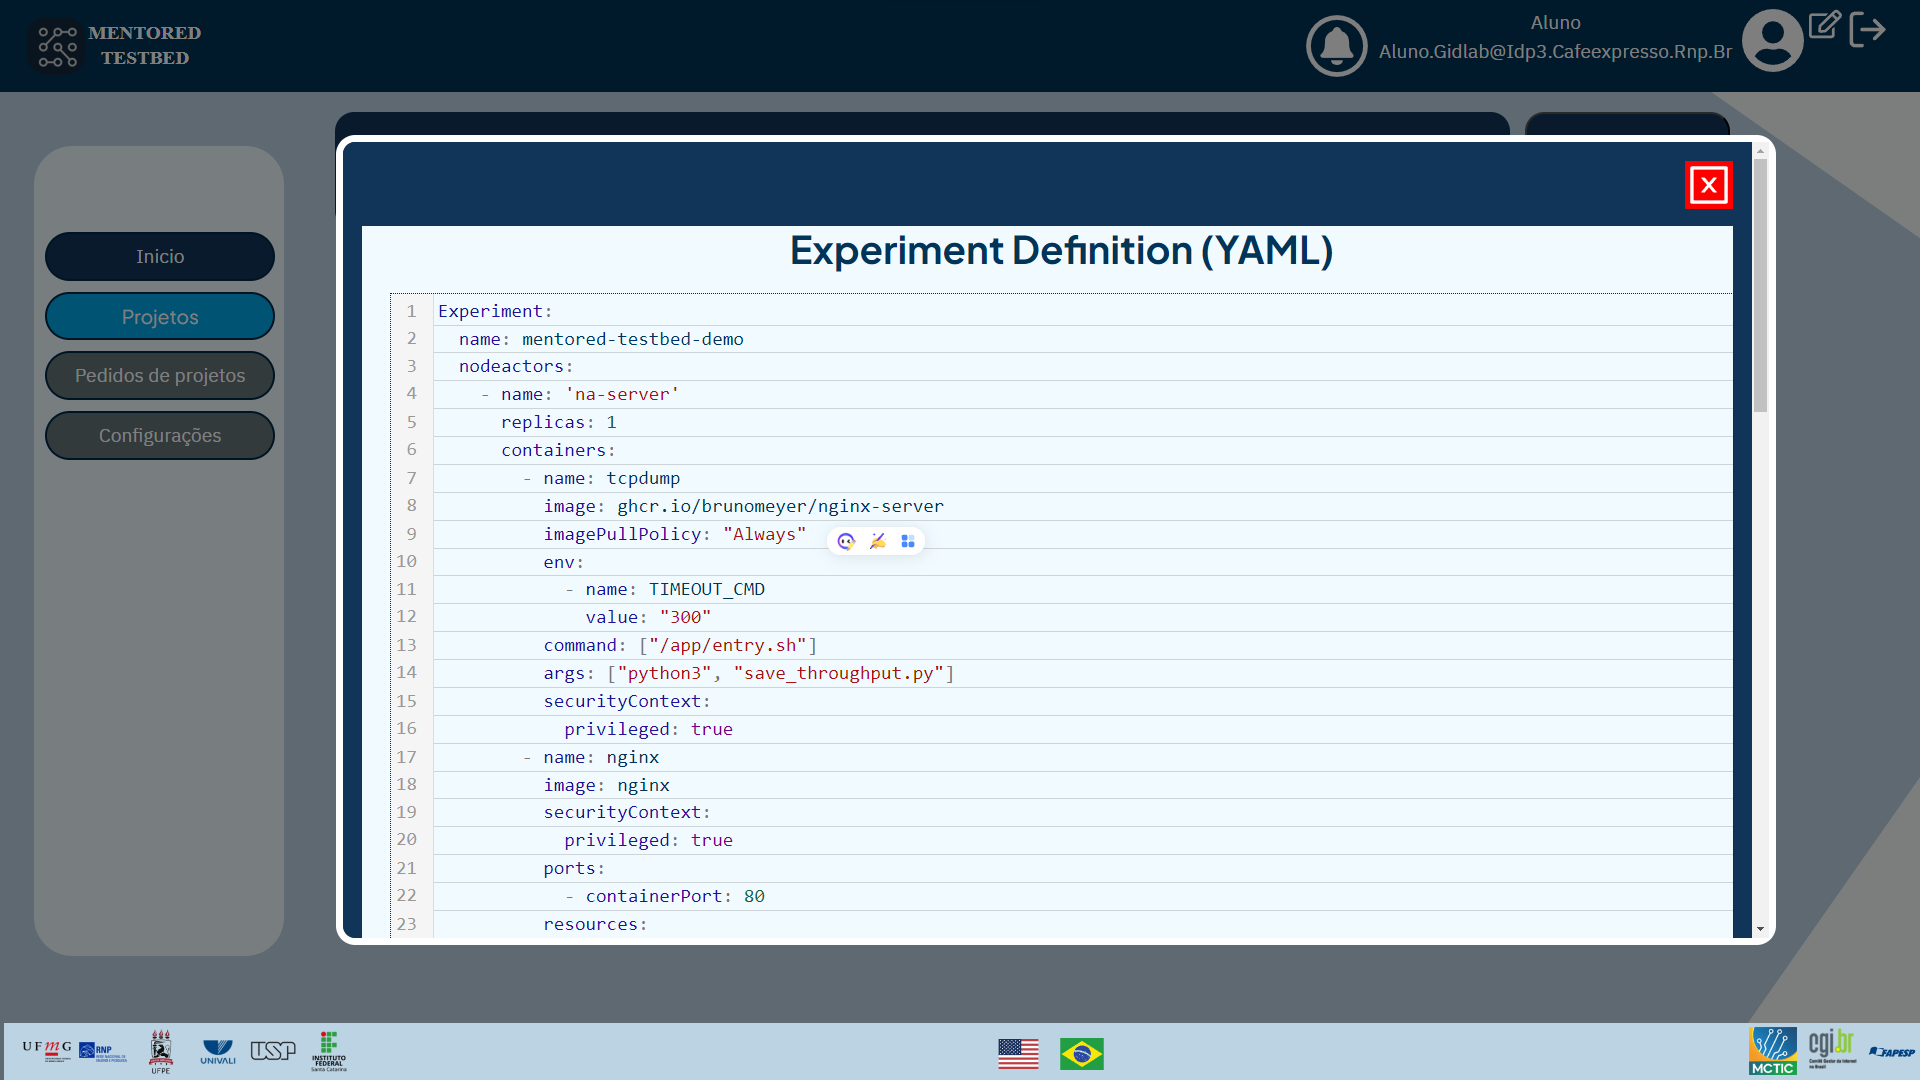 MENTORED
TESTBED
Aluno
Aluno.Gidlab@Idp3.Cafeexpresso.Rnp.Br
Inicio
Projetos
Pedidos de projetos
Configurações
X
Experiment Definition (YAML)
1 Experiment:
2 name: mentored-testbed-demo
3 nodeactors:
4 - name: 'na-server'
5 replicas: 1
6 containers:
7 - name: tcpdump
8 image: ghcr.io/brunomeyer/nginx-server
9 imagePullPolicy: "Always"
10 env:
11 - name: TIMEOUT_CMD
12 value: "300"
13 command: ["/app/entry.sh"]
14 args: ["python3", "save_throughput.py"]
15 securityContext:
16 privileged: true
17 - name: nginx
18 image: nginx
19 securityContext:
20 privileged: true
21 ports:
22 - containerPort: 80
23 resources:
UFmG
RNP
UFPE
UNIVALI
USP
INSTITUTO
FEDERAL
Santa Catarina
MCTIC
cgi.br
FAPESP